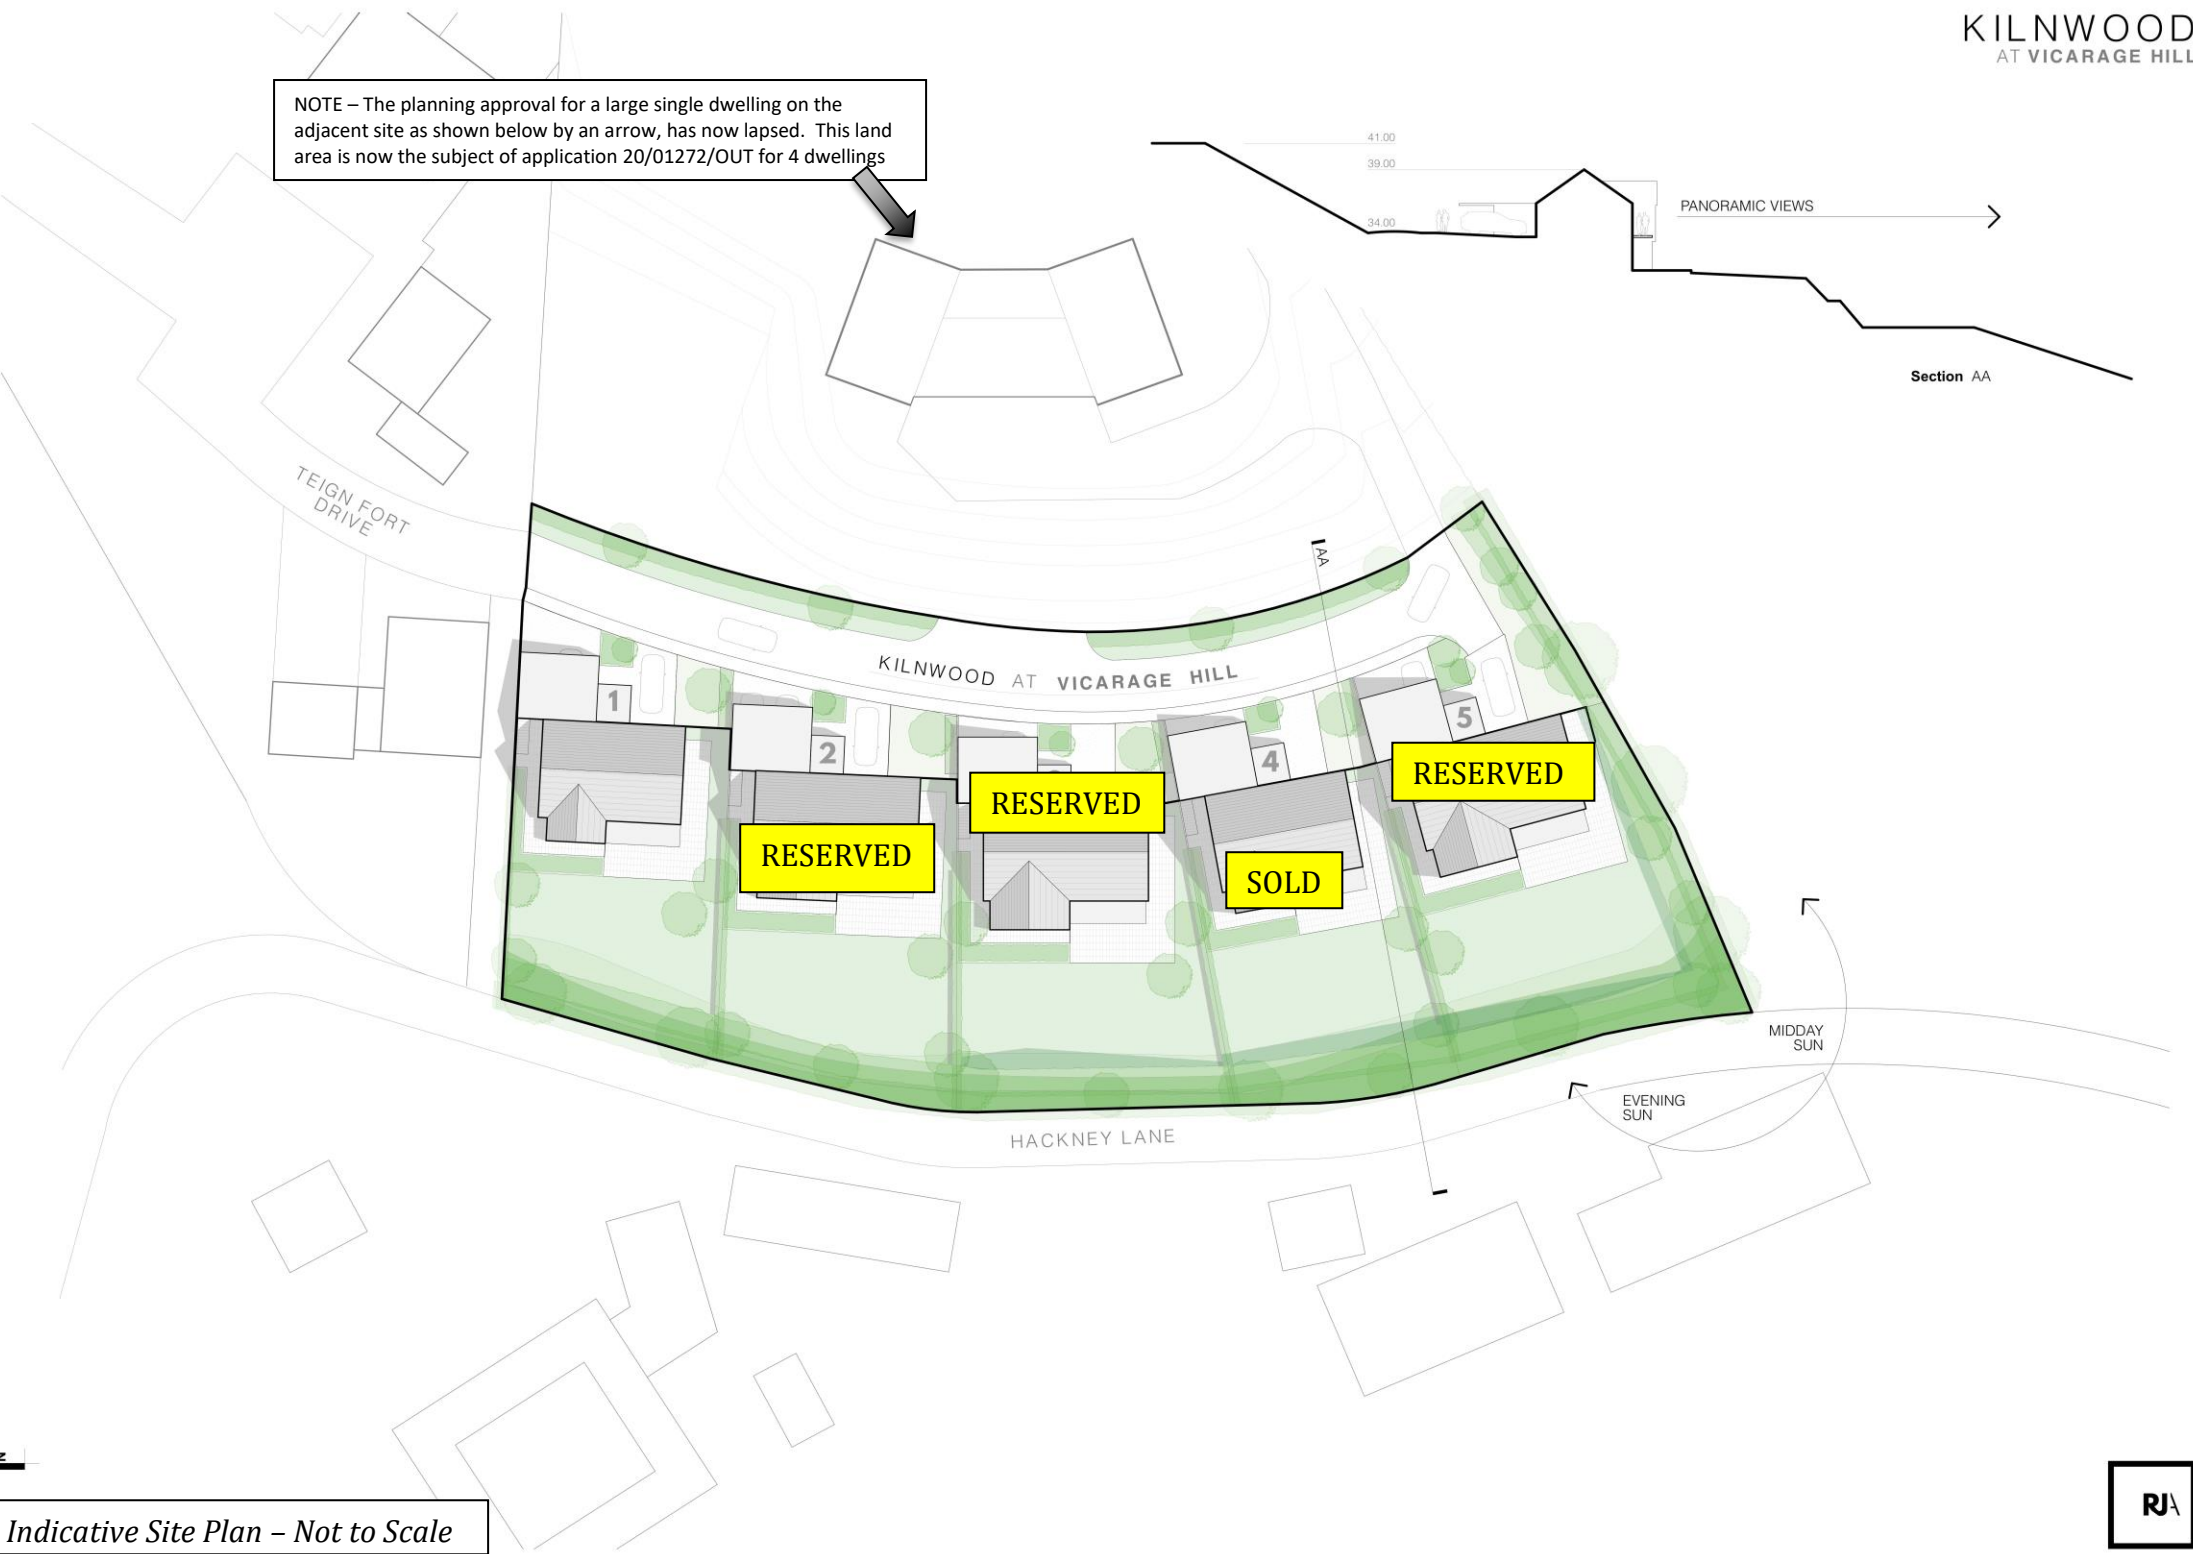 KILNWOOD
AT VICARAGE HILL
NOTE – The planning approval for a large single dwelling on the
adjacent site as shown below by an arrow, has now lapsed. This land
area is now the subject of application 20/01272/OUT for 4 dwellings
41.00
39.00
34.00
PANORAMIC VIEWS
Section AA
TEIGN FORT
DRIVE
AA
KILNWOOD AT VICARAGE HILL
1
2
4
5
RESERVED
RESERVED
RESERVED
SOLD
MIDDAY
SUN
EVENING
SUN
HACKNEY LANE
N
Indicative Site Plan – Not to Scale
RJA